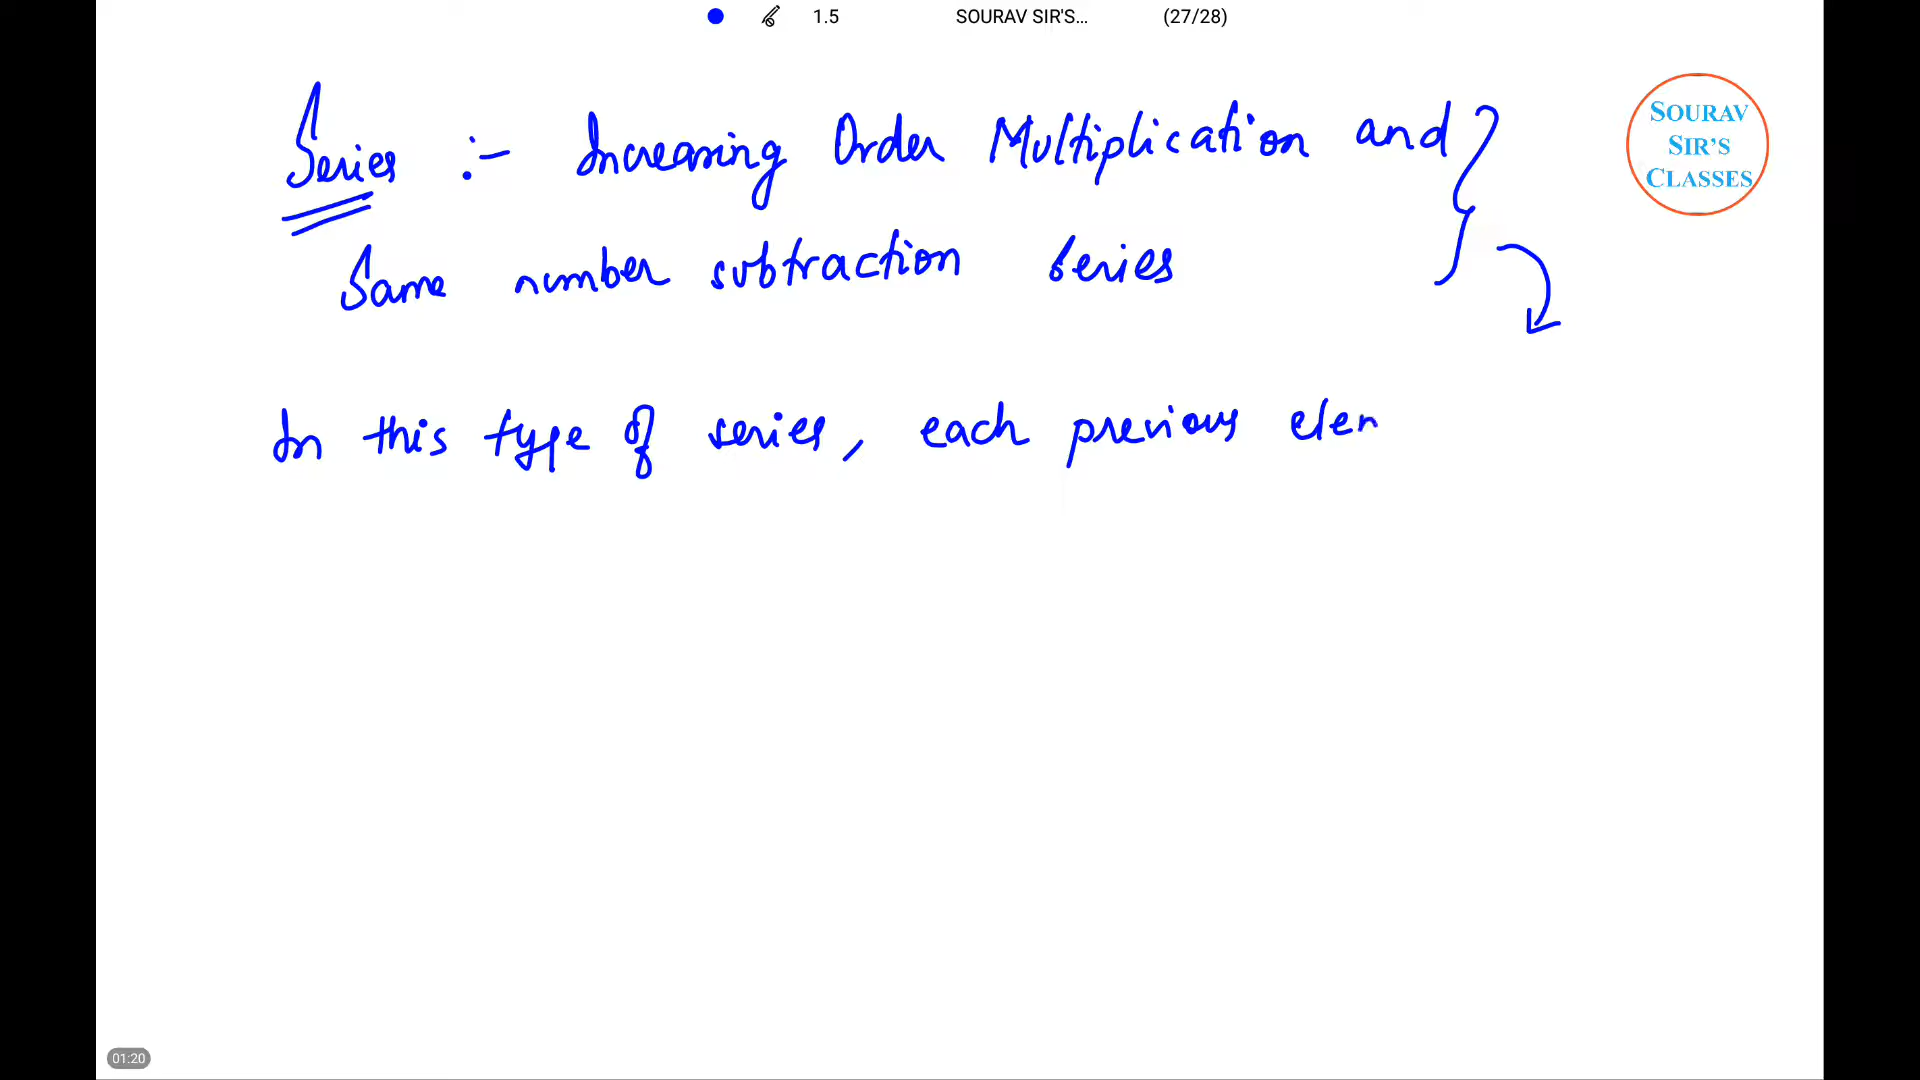 1.5 SOURAV SIR'S... (27/28)
Series :- Increasing Order Multiplication and
Same number subtraction series
SOURAV
SIR'S
CLASSES
In this type of series, each previous elem
01:20